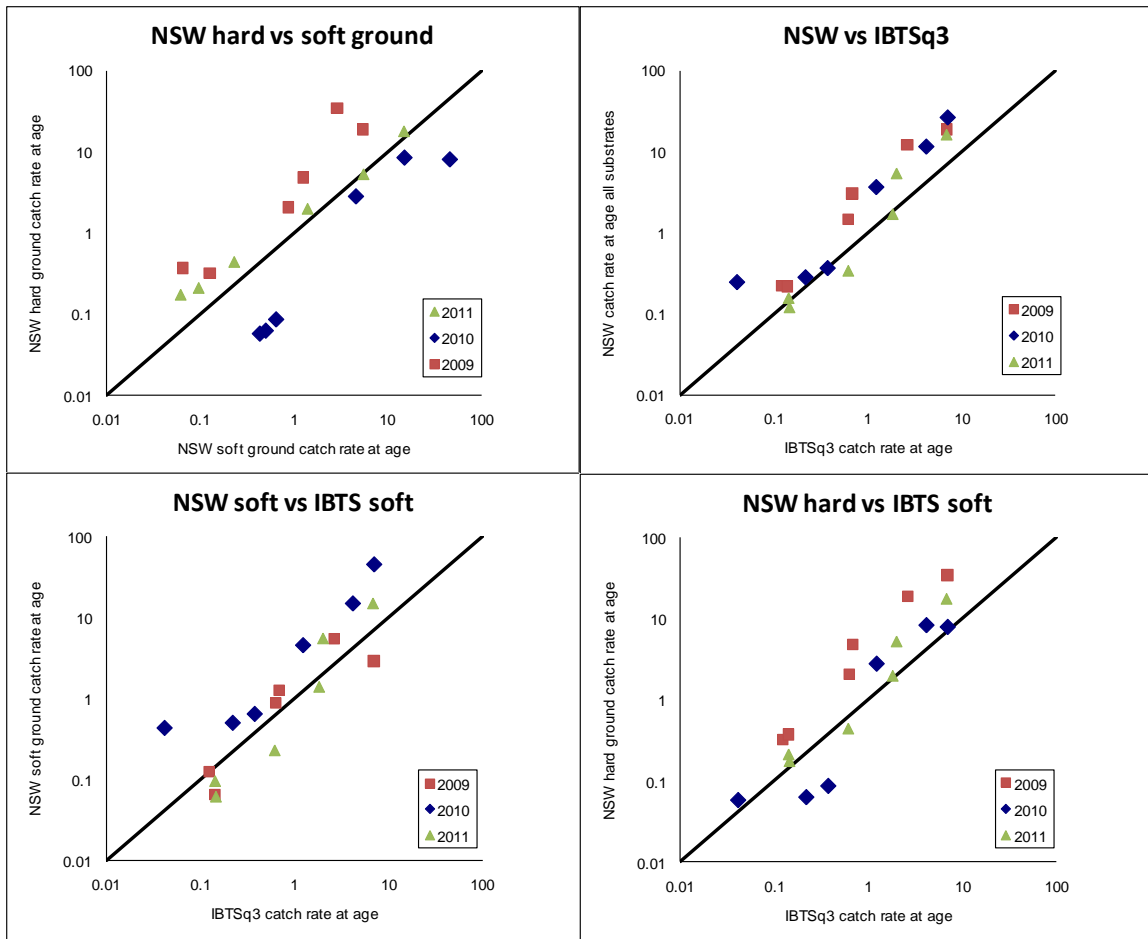 NSW hard vs soft ground
100
10
1
0.1
0.01
NSW hard ground catch rate at age
2011
2010
2009
0.01 0.1 1 10 100
NSW soft ground catch rate at age
NSW vs IBTSq3
100
10
1
0.1
0.01
NSW catch rate at age all substrates
2009
2010
2011
0.01 0.1 1 10 100
IBTSq3 catch rate at age
NSW soft vs IBTS soft
100
10
1
0.1
0.01
NSW soft ground catch rate at age
2009
2010
2011
0.01 0.1 1 10 100
IBTSq3 catch rate at age
NSW hard vs IBTS soft
100
10
1
0.1
0.01
NSW hard ground catch rate at age
2009
2010
2011
0.01 0.1 1 10 100
IBTSq3 catch rate at age